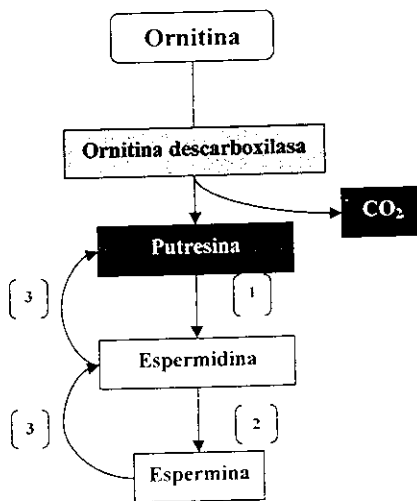 Ornitina
Ornitina descarboxilasa
CO₂
Putresina
[ 3 ]
[ 1 ]
Espermidina
[ 3 ]
[ 2 ]
Espermina